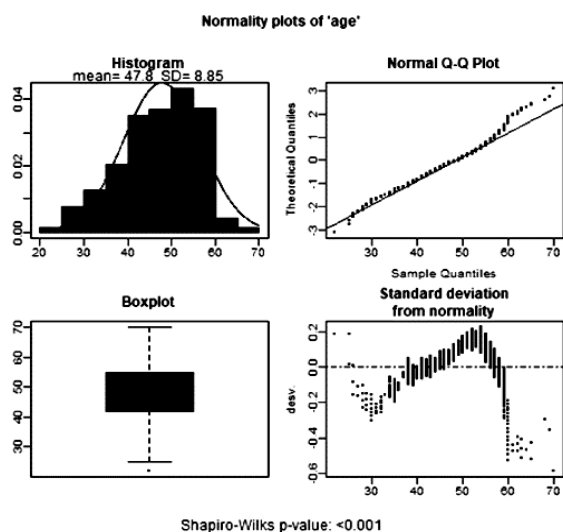 Normality plots of 'age'
Histogram
mean= 47.8 SD= 8.85
0.00 0.02 0.04
20 30 40 50 60 70
Normal Q-Q Plot
Theoretical Quantiles
-3 -2 -1 0 1 2 3
30 40 50 60 70
Sample Quantiles
Boxplot
30 40 50 60 70
Standard deviation
from normality
desv.
-0.6 -0.4 -0.2 0.0 0.2
30 40 50 60 70
Shapiro-Wilks p-value: <0.001